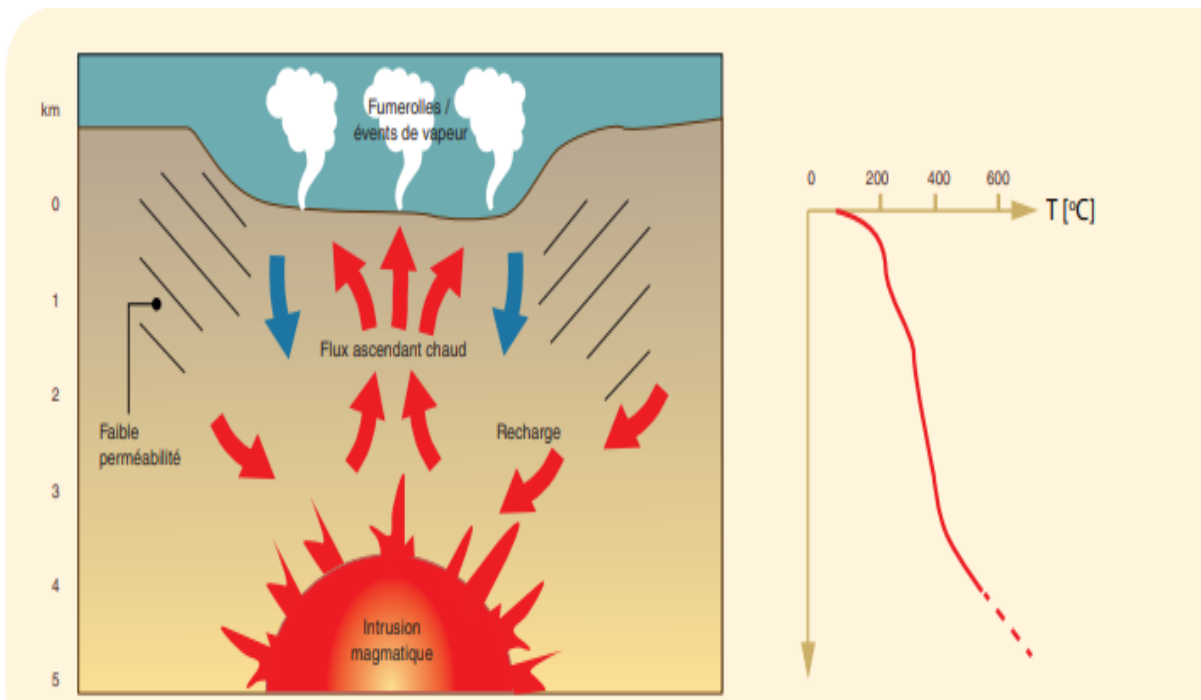 km
0
1
2
3
4
5
Fumerolles /
évents de vapeur
Flux ascendant chaud
Faible
perméabilité
Recharge
Intrusion
magmatique
0 200 400 600
T [ºC]